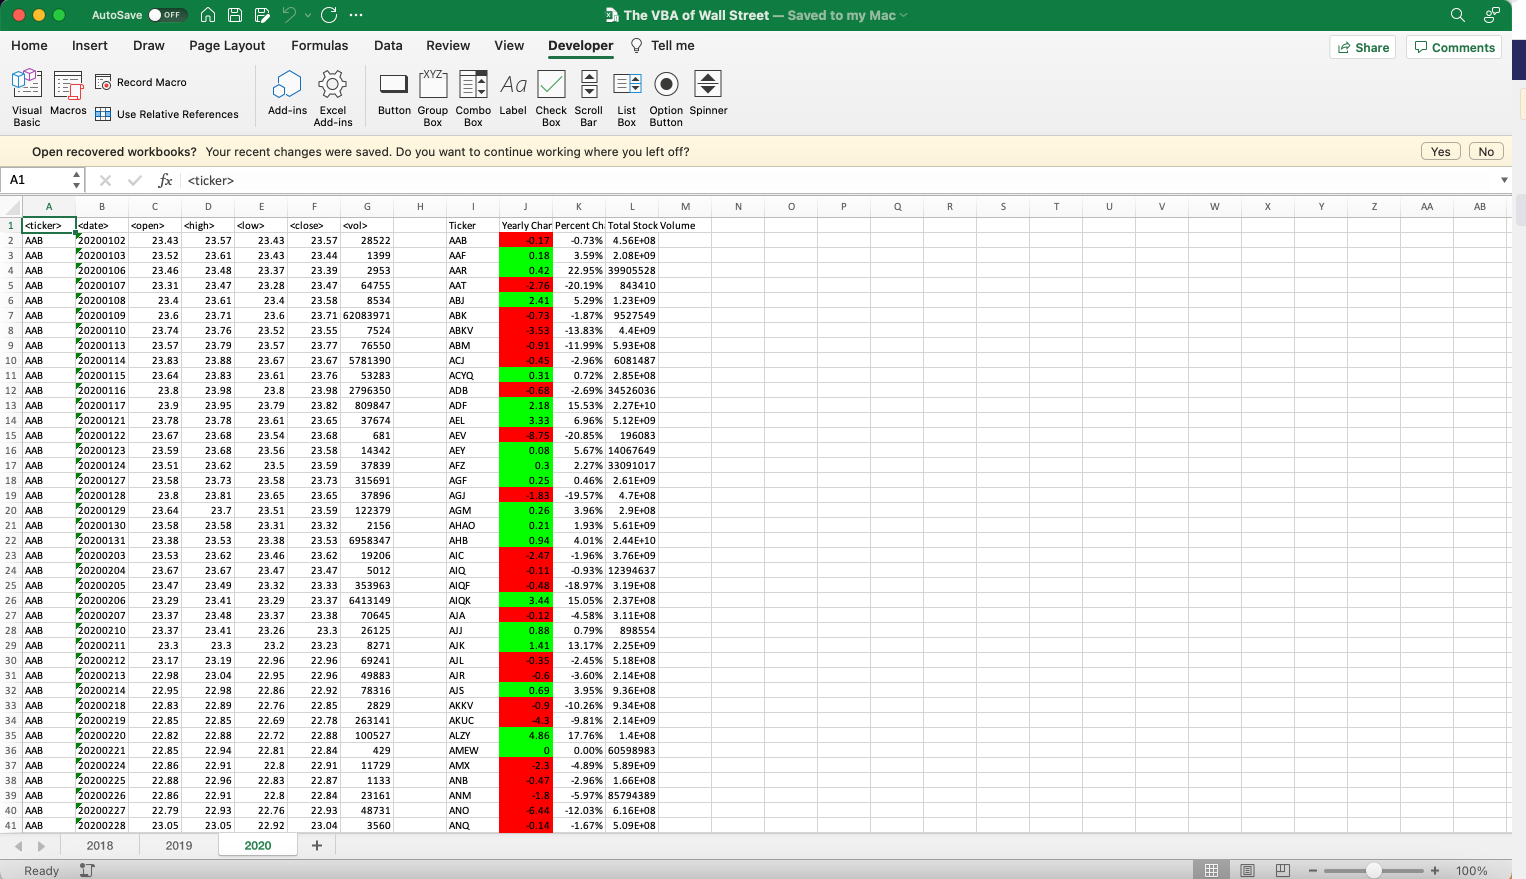 AutoSave OFF The VBA of Wall Street — Saved to my Mac
Home Insert Draw Page Layout Formulas Data Review View Developer Tell me Share Comments
Visual Basic Macros Record Macro Use Relative References Add-ins Excel Add-ins Button XYZ Group Box Combo Box Aa Label Check Box Scroll Bar List Box Option Button Spinner
Open recovered workbooks? Your recent changes were saved. Do you want to continue working where you left off? Yes No
A1 fx <ticker>
A B C D E F G H I J K L M N O P Q R S T U V W X Y Z AA AB
1 <ticker> <date> <open> <high> <low> <close> <vol> Ticker Yearly Char Percent Ch Total Stock Volume
2 AAB 20200102 23.43 23.57 23.43 23.57 28522 AAB -0.17 -0.73% 4.56E+08
3 AAB 20200103 23.52 23.61 23.43 23.44 1399 AAF 0.18 3.59% 2.08E+09
4 AAB 20200106 23.46 23.48 23.37 23.39 2953 AAR 0.42 22.95% 39905528
5 AAB 20200107 23.31 23.47 23.28 23.47 64755 AAT -2.76 -20.19% 843410
6 AAB 20200108 23.4 23.61 23.4 23.58 8534 ABJ 2.41 5.29% 1.23E+09
7 AAB 20200109 23.6 23.71 23.6 23.71 62083971 ABK -0.73 -1.87% 9527549
8 AAB 20200110 23.74 23.76 23.52 23.55 7524 ABKV -3.53 -13.83% 4.4E+09
9 AAB 20200113 23.57 23.79 23.57 23.77 76550 ABM -0.91 -11.99% 5.93E+08
10 AAB 20200114 23.83 23.88 23.67 23.67 5781390 ACJ -0.45 -2.96% 6081487
11 AAB 20200115 23.64 23.83 23.61 23.76 53283 ACYQ 0.31 0.72% 2.85E+08
12 AAB 20200116 23.8 23.98 23.8 23.98 2796350 ADB -0.68 -2.69% 34526036
13 AAB 20200117 23.9 23.95 23.79 23.82 809847 ADF 2.18 15.53% 2.27E+10
14 AAB 20200121 23.78 23.78 23.61 23.65 37674 AEL 3.33 6.96% 5.12E+09
15 AAB 20200122 23.67 23.68 23.54 23.68 681 AEV -8.75 -20.85% 196083
16 AAB 20200123 23.59 23.68 23.56 23.58 14342 AEY 0.08 5.67% 14067649
17 AAB 20200124 23.51 23.62 23.5 23.59 37839 AFZ 0.3 2.27% 33091017
18 AAB 20200127 23.58 23.73 23.58 23.73 315691 AGF 0.25 0.46% 2.61E+09
19 AAB 20200128 23.8 23.81 23.65 23.65 37896 AGJ -1.83 -19.57% 4.7E+08
20 AAB 20200129 23.64 23.7 23.51 23.59 122379 AGM 0.26 3.96% 2.9E+08
21 AAB 20200130 23.58 23.58 23.31 23.32 2156 AHAO 0.21 1.93% 5.61E+09
22 AAB 20200131 23.38 23.53 23.38 23.53 6958347 AHB 0.94 4.01% 2.44E+10
23 AAB 20200203 23.53 23.62 23.46 23.62 19206 AIC -2.47 -1.96% 3.76E+09
24 AAB 20200204 23.67 23.67 23.47 23.47 5012 AIQ -0.11 -0.93% 12394637
25 AAB 20200205 23.47 23.49 23.32 23.33 353963 AIQF -0.48 -18.97% 3.19E+08
26 AAB 20200206 23.29 23.41 23.29 23.37 6413149 AIQK 3.44 15.05% 2.37E+08
27 AAB 20200207 23.37 23.48 23.37 23.38 70645 AJA -0.12 -4.58% 3.11E+08
28 AAB 20200210 23.37 23.41 23.26 23.3 26125 AJJ 0.88 0.79% 898554
29 AAB 20200211 23.3 23.3 23.2 23.23 8271 AJK 1.41 13.17% 2.25E+09
30 AAB 20200212 23.17 23.19 22.96 22.96 69241 AJL -0.35 -2.45% 5.18E+08
31 AAB 20200213 22.98 23.04 22.95 22.96 49883 AJR -0.6 -3.60% 2.14E+08
32 AAB 20200214 22.95 22.98 22.86 22.92 78316 AJS 0.69 3.95% 9.36E+08
33 AAB 20200218 22.83 22.89 22.76 22.85 2829 AKKV -0.9 -10.26% 9.34E+08
34 AAB 20200219 22.85 22.85 22.69 22.78 263141 AKUC -4.3 -9.81% 2.14E+09
35 AAB 20200220 22.82 22.88 22.72 22.88 100527 ALZY 4.86 17.76% 1.4E+08
36 AAB 20200221 22.85 22.94 22.81 22.84 429 AMEW 0 0.00% 60598983
37 AAB 20200224 22.86 22.91 22.8 22.91 11729 AMX -2.3 -4.89% 5.89E+09
38 AAB 20200225 22.88 22.96 22.83 22.87 1133 ANB -0.47 -2.96% 1.66E+08
39 AAB 20200226 22.86 22.91 22.8 22.84 23161 ANM -1.8 -5.97% 85794389
40 AAB 20200227 22.79 22.93 22.76 22.93 48731 ANO -6.44 -12.03% 6.16E+08
41 AAB 20200228 23.05 23.05 22.92 23.04 3560 ANQ -0.14 -1.67% 5.09E+08
2018 2019 2020 +
Ready 100%